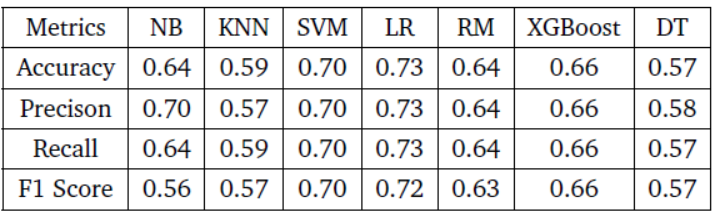 Metrics NB KNN SVM LR RM XGBoost DT
Accuracy 0.64 0.59 0.70 0.73 0.64 0.66 0.57
Precison 0.70 0.57 0.70 0.73 0.64 0.66 0.58
Recall 0.64 0.59 0.70 0.73 0.64 0.66 0.57
F1 Score 0.56 0.57 0.70 0.72 0.63 0.66 0.57